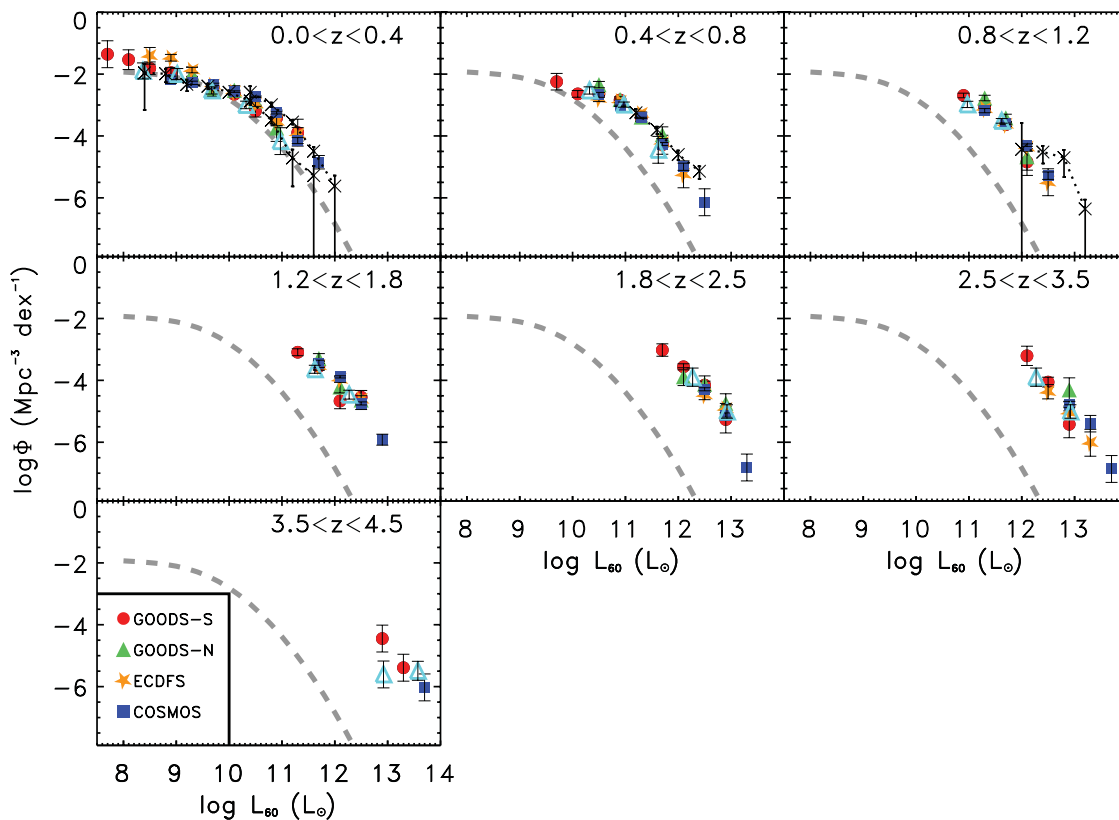 0.0<z<0.4
0.4<z<0.8
0.8<z<1.2
0
−2
−4
−6
1.2<z<1.8
1.8<z<2.5
2.5<z<3.5
0
−2
−4
−6
logΦ (Mpc⁻³ dex⁻¹)
3.5<z<4.5
0
−2
−4
−6
8 9 10 11 12 13
log L₆₀ (L☉)
8 9 10 11 12 13
log L₆₀ (L☉)
GOODS−S
GOODS−N
ECDFS
COSMOS
8 9 10 11 12 13 14
log L₆₀ (L☉)